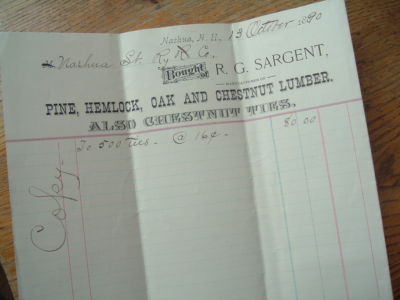 Nashua, N. H., 13 October 1890
M Nashua St. Ry R Co.,
Bought of R. G. SARGENT,
MANUFACTURER OF
PINE, HEMLOCK, OAK AND CHESTNUT LUMBER.
ALSO CHESTNUT TIES.
To 500 Ties. - @ 16¢ - 80.00
Copy -